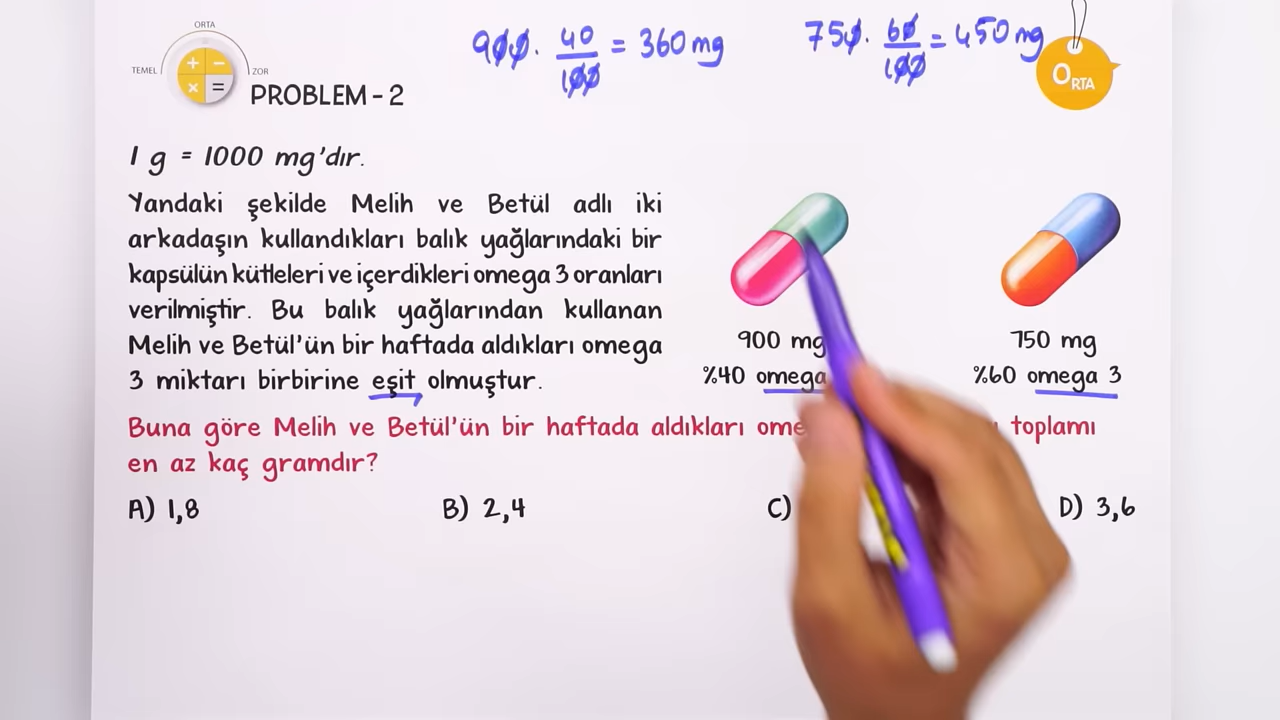 ORTA
TEMEL
ZOR
+ −
× =
PROBLEM - 2
900 · 40/100 = 360 mg
750 · 60/100 = 450 mg
ORTA
1 g = 1000 mg'dır.
Yandaki şekilde Melih ve Betül adlı iki
arkadaşın kullandıkları balık yağlarındaki bir
kapsülün kütleleri ve içerdikleri omega 3 oranları
verilmiştir. Bu balık yağlarından kullanan
Melih ve Betül'ün bir haftada aldıkları omega
3 miktarı birbirine eşit olmuştur.
900 mg
%40 omega
750 mg
%60 omega 3
Buna göre Melih ve Betül'ün bir haftada aldıkları toplamı
en az kaç gramdır?
A) 1,8
B) 2,4
C)
D) 3,6